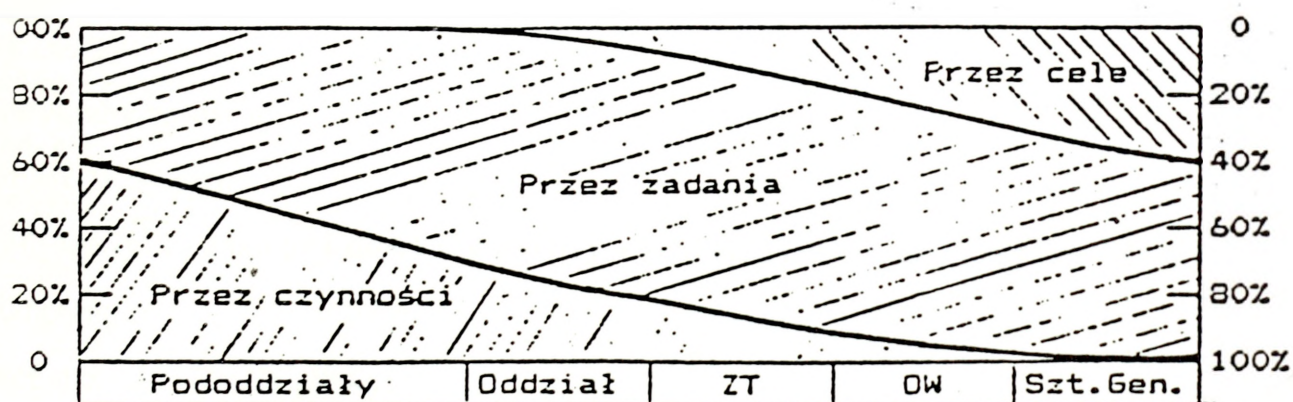 00% 0
Przez cele
80% 20%
60% 40%
Przez zadania
40% 60%
Przez czynności
20% 80%
0 100%
Pododdziały Oddział ZT OW Szt.Gen.